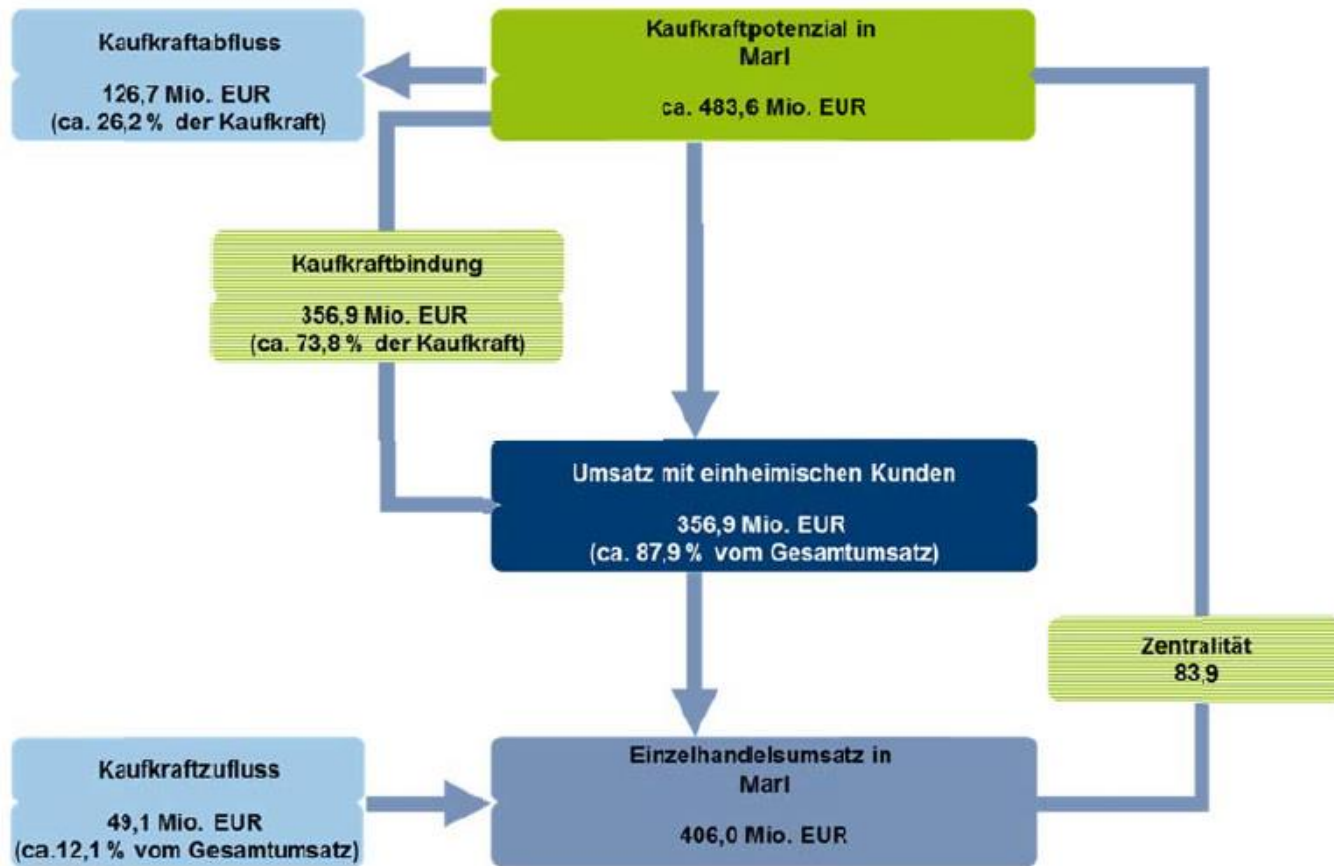 Kaufkraftabfluss
126,7 Mio. EUR
(ca. 26,2 % der Kaufkraft)
Kaufkraftpotenzial in
Marl
ca. 483,6 Mio. EUR
Kaufkraftbindung
356,9 Mio. EUR
(ca. 73,8 % der Kaufkraft)
Umsatz mit einheimischen Kunden
356,9 Mio. EUR
(ca. 87,9 % vom Gesamtumsatz)
Zentralität
83,9
Kaufkraftzufluss
49,1 Mio. EUR
(ca.12,1 % vom Gesamtumsatz)
Einzelhandelsumsatz in
Marl
406,0 Mio. EUR